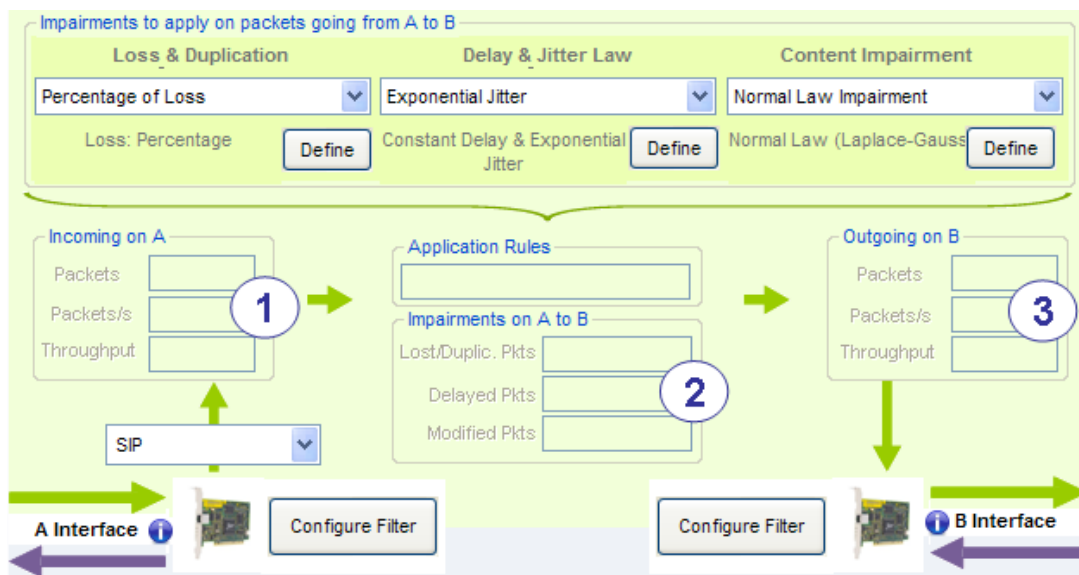 Impairments to apply on packets going from A to B
Loss & Duplication
Delay & Jitter Law
Content Impairment
Percentage of Loss
Exponential Jitter
Normal Law Impairment
Loss: Percentage
Define
Constant Delay & Exponential
Jitter
Define
Normal Law (Laplace-Gauss
Define
Incoming on A
Packets
Packets/s
Throughput
1
Application Rules
Impairments on A to B
Lost/Duplic. Pkts
Delayed Pkts
Modified Pkts
2
Outgoing on B
Packets
Packets/s
Throughput
3
SIP
A Interface
Configure Filter
Configure Filter
B Interface